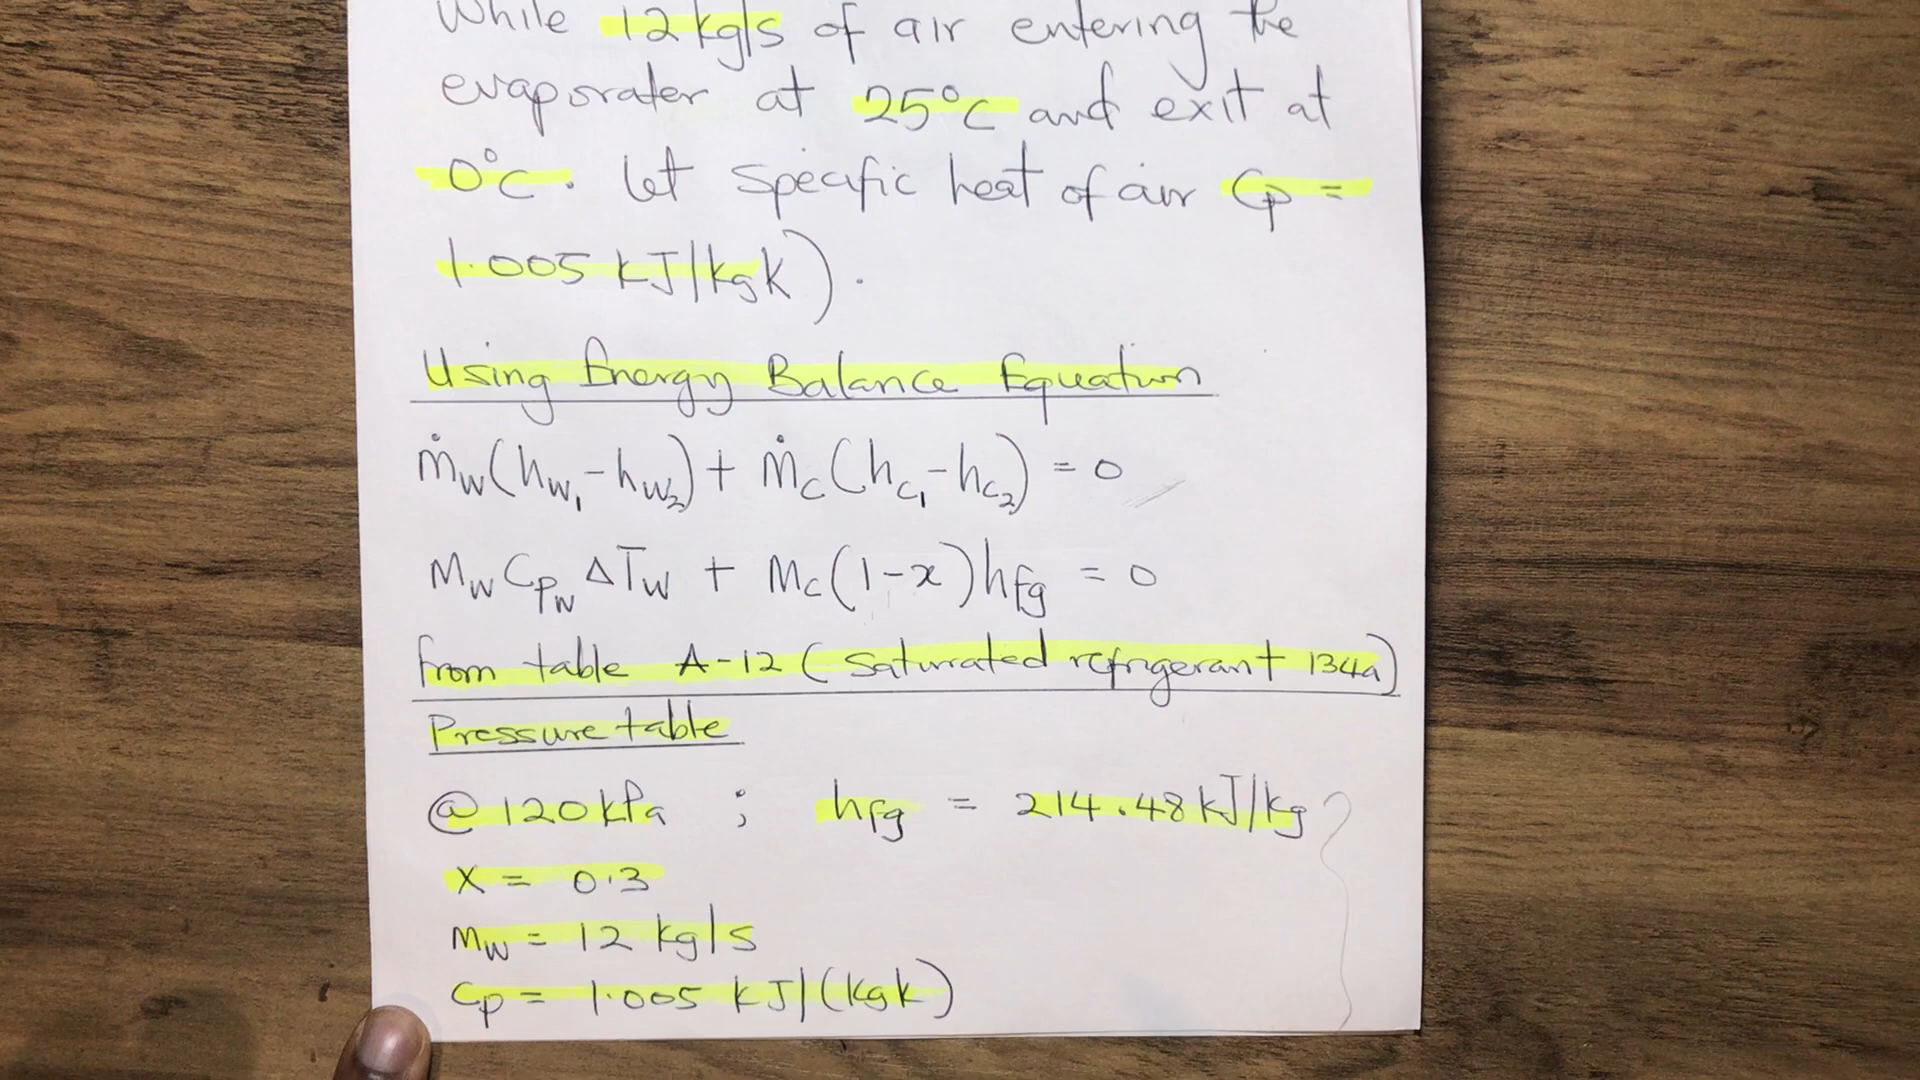 While 12 kg/s of air entering the
evaporater at 25°C and exit at
0°C. Let specific heat of air Cp =
1.005 kJ/kgK).
Using Energy Balance Equation
ṁw(hw₁-hw₂) + ṁc(hc₁-hc₂) = 0
Mw Cpw ΔTw + Mc(1-x)hfg = 0
from table A-12 (saturated refrigerant 134a)
Pressure table
@ 120 kPa ; hfg = 214.48 kJ/kg
x = 0.3
Mw = 12 kg/s
Cp = 1.005 kJ/(kgk)